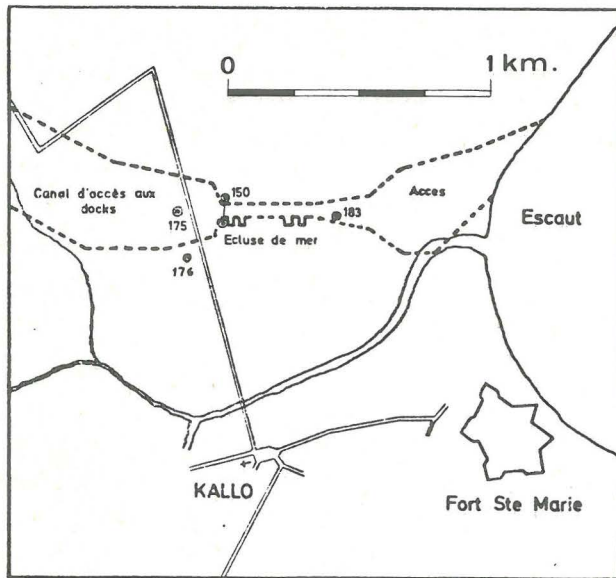 0 1 km.
150
Canal d'accès aux
docks
175
Acces
183
Ecluse de mer
Escaut
176
KALLO
Fort Ste Marie